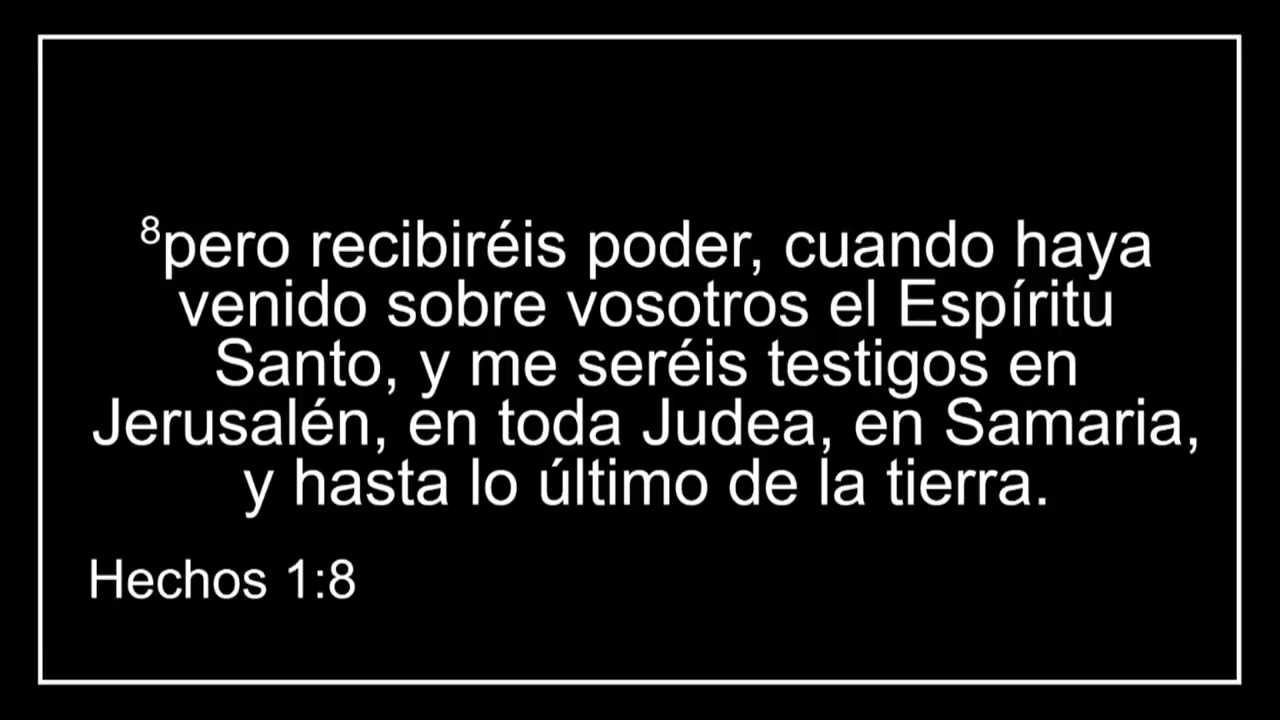 ⁸pero recibiréis poder, cuando haya
venido sobre vosotros el Espíritu
Santo, y me seréis testigos en
Jerusalén, en toda Judea, en Samaria,
y hasta lo último de la tierra.
Hechos 1:8